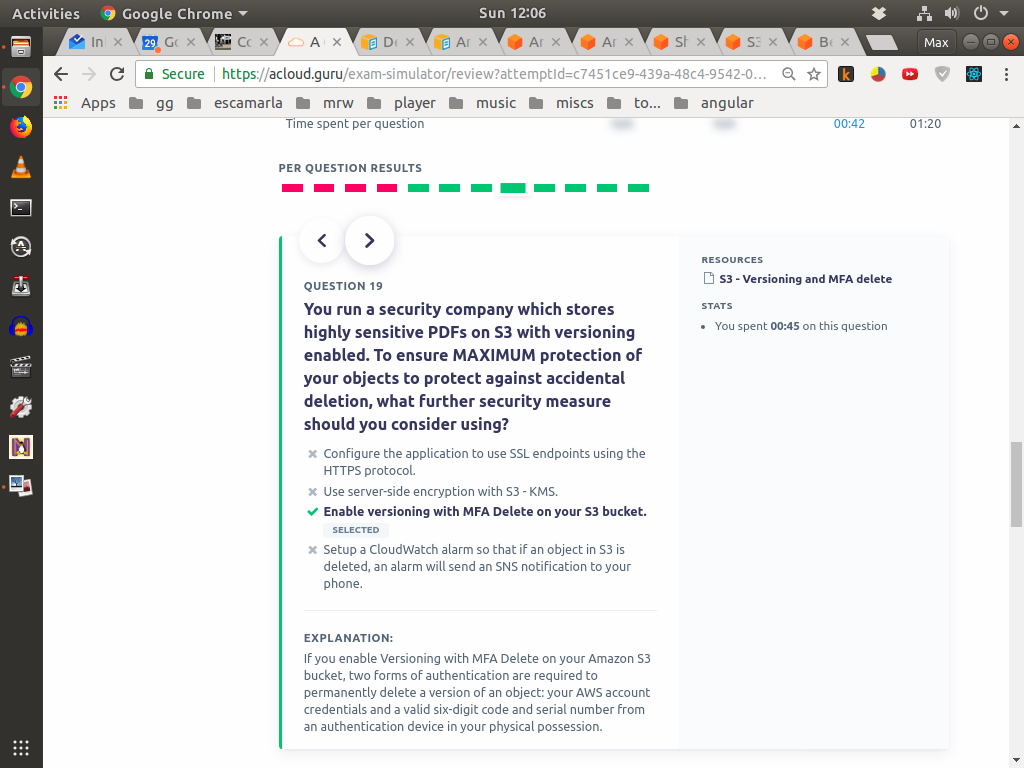 Activities
Google Chrome
Sun 12:06
In
29
Go
Co
A
De
Ar
Ar
Ar
Sh
S3
Be
Max
Secure
https://acloud.guru/exam-simulator/review?attemptId=c7451ce9-439a-48c4-9542-0...
Apps
gg
escamarla
mrw
player
music
miscs
to...
angular
Time spent per question
00:42
01:20
PER QUESTION RESULTS
QUESTION 19
You run a security company which stores
highly sensitive PDFs on S3 with versioning
enabled. To ensure MAXIMUM protection of
your objects to protect against accidental
deletion, what further security measure
should you consider using?
Configure the application to use SSL endpoints using the
HTTPS protocol.
Use server-side encryption with S3 - KMS.
Enable versioning with MFA Delete on your S3 bucket.
SELECTED
Setup a CloudWatch alarm so that if an object in S3 is
deleted, an alarm will send an SNS notification to your
phone.
EXPLANATION:
If you enable Versioning with MFA Delete on your Amazon S3
bucket, two forms of authentication are required to
permanently delete a version of an object: your AWS account
credentials and a valid six-digit code and serial number from
an authentication device in your physical possession.
RESOURCES
S3 - Versioning and MFA delete
STATS
You spent 00:45 on this question